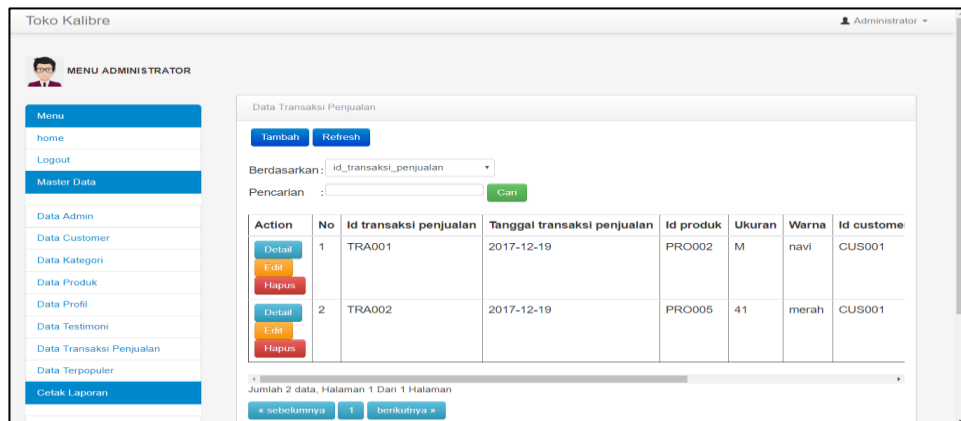 Toko Kalibre
Administrator
MENU ADMINISTRATOR
Menu
home
Logout
Master Data
Data Admin
Data Customer
Data Kategori
Data Produk
Data Profil
Data Testimoni
Data Transaksi Penjualan
Data Terpopuler
Cetak Laporan
Data Transaksi Penjualan
Tambah Refresh
Berdasarkan : id_transaksi_penjualan
Pencarian : Cari
Action No Id transaksi penjualan Tanggal transaksi penjualan Id produk Ukuran Warna Id custome
Detail 1 TRA001 2017-12-19 PRO002 M navi CUS001
Edit
Hapus
Detail 2 TRA002 2017-12-19 PRO005 41 merah CUS001
Edit
Hapus
Jumlah 2 data, Halaman 1 Dari 1 Halaman
« sebelumnya 1 berikutnya »